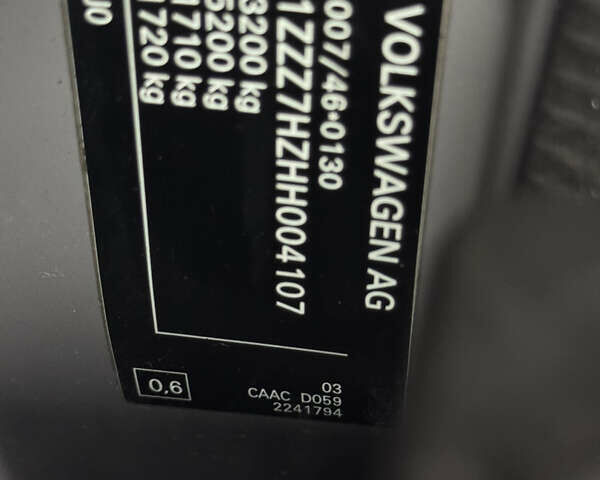 VOLKSWAGEN AG
007/46*0130
1ZZZ7HZHH004107
3200 kg
5200 kg
1710 kg
1720 kg
0,6
03
CAAC D059
2241794